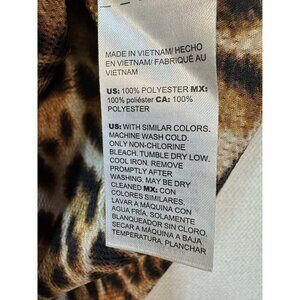 MADE IN VIETNAM/ HECHO
EN VIETNAM/ FABRIQUÉ AU
VIETNAM
US: 100% POLYESTER MX:
100% poliéster CA: 100%
POLYESTER
US: WITH SIMILAR COLORS.
MACHINE WASH COLD.
ONLY NON-CHLORINE
BLEACH. TUMBLE DRY LOW.
COOL IRON. REMOVE
PROMPTLY AFTER
WASHING. MAY BE DRY
CLEANED MX: CON
COLORES SIMILARES,
LAVAR A MÁQUINA CON
AGUA FRÍA, SOLAMENTE
BLANQUEADOR SIN CLORO.
SECAR A MÁQUINA A BAJA
TEMPERATURA, PLANCHAR